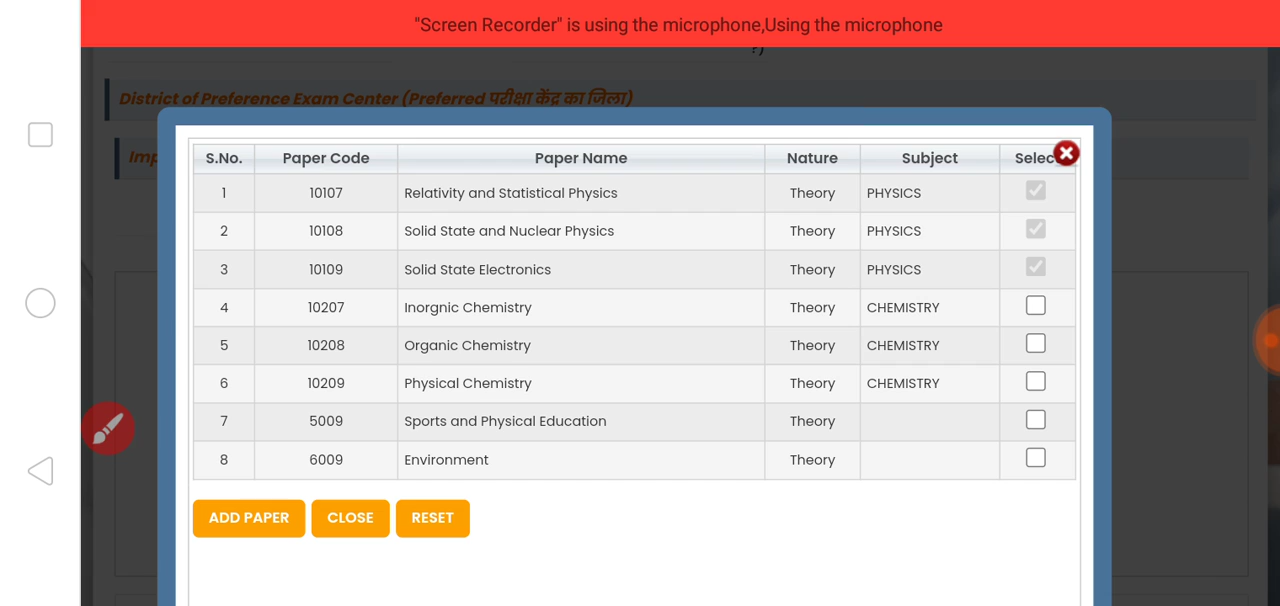 "Screen Recorder" is using the microphone,Using the microphone
?)
District of Preference Exam Center (Preferred परीक्षा केंद्र का जिला)
Imp
S.No. Paper Code Paper Name Nature Subject Selec
1 10107 Relativity and Statistical Physics Theory PHYSICS
2 10108 Solid State and Nuclear Physics Theory PHYSICS
3 10109 Solid State Electronics Theory PHYSICS
4 10207 Inorgnic Chemistry Theory CHEMISTRY
5 10208 Organic Chemistry Theory CHEMISTRY
6 10209 Physical Chemistry Theory CHEMISTRY
7 5009 Sports and Physical Education Theory
8 6009 Environment Theory
ADD PAPER CLOSE RESET